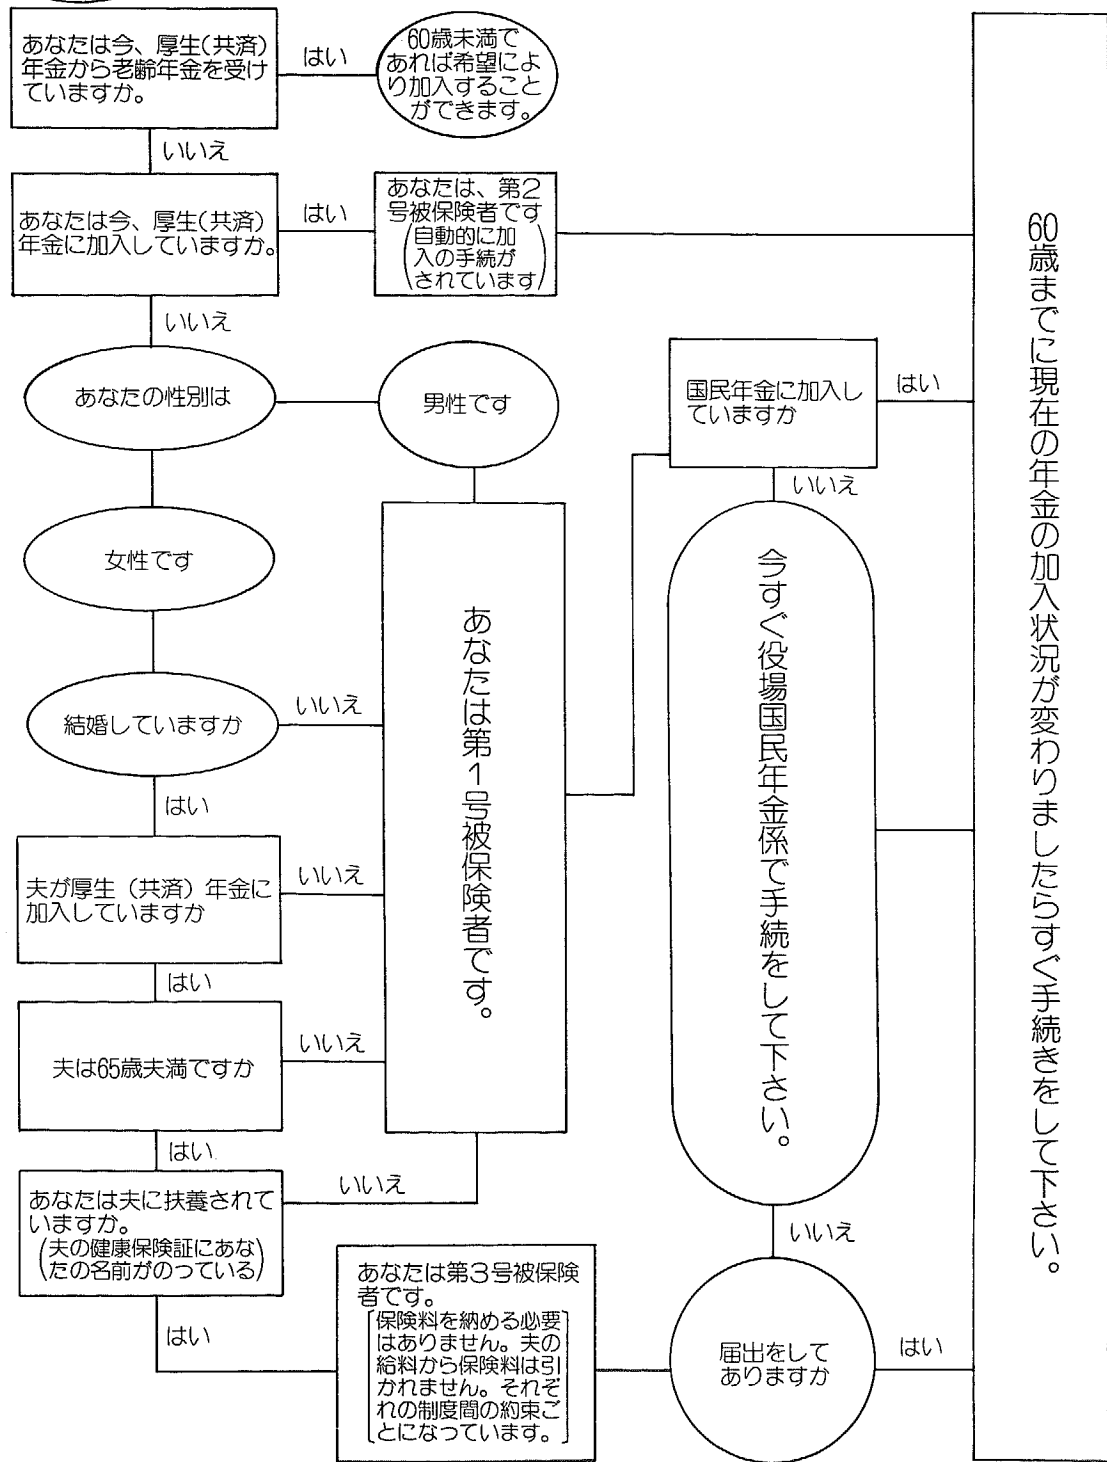 あなたは今、厚生(共済)
年金から老齢年金を受け
ていますか。
はい
60歳未満で
あれば希望によ
り加入すること
ができます。
いいえ
あなたは今、厚生(共済)
年金に加入していますか。
はい
あなたは、第2
号被保険者です
(自動的に加
入の手続が
されています)
いいえ
あなたの性別は
男性です
女性です
結婚していますか
いいえ
はい
夫が厚生（共済）年金に
加入していますか
いいえ
はい
夫は65歳未満ですか
いいえ
はい
あなたは夫に扶養されて
いますか。
(夫の健康保険証にあな
たの名前がのっている)
いいえ
はい
あなたは第1号被保険者です。
国民年金に加入し
ていますか
はい
いいえ
今すぐ役場国民年金係で手続をして下さい。
いいえ
あなたは第3号被保険
者です。
[保険料を納める必要
はありません。夫の
給料から保険料は引
かれません。それぞ
れの制度間の約束ご
とになっています。]
届出をして
ありますか
はい
60歳までに現在の年金の加入状況が変わりましたらすぐ手続きをして下さい。